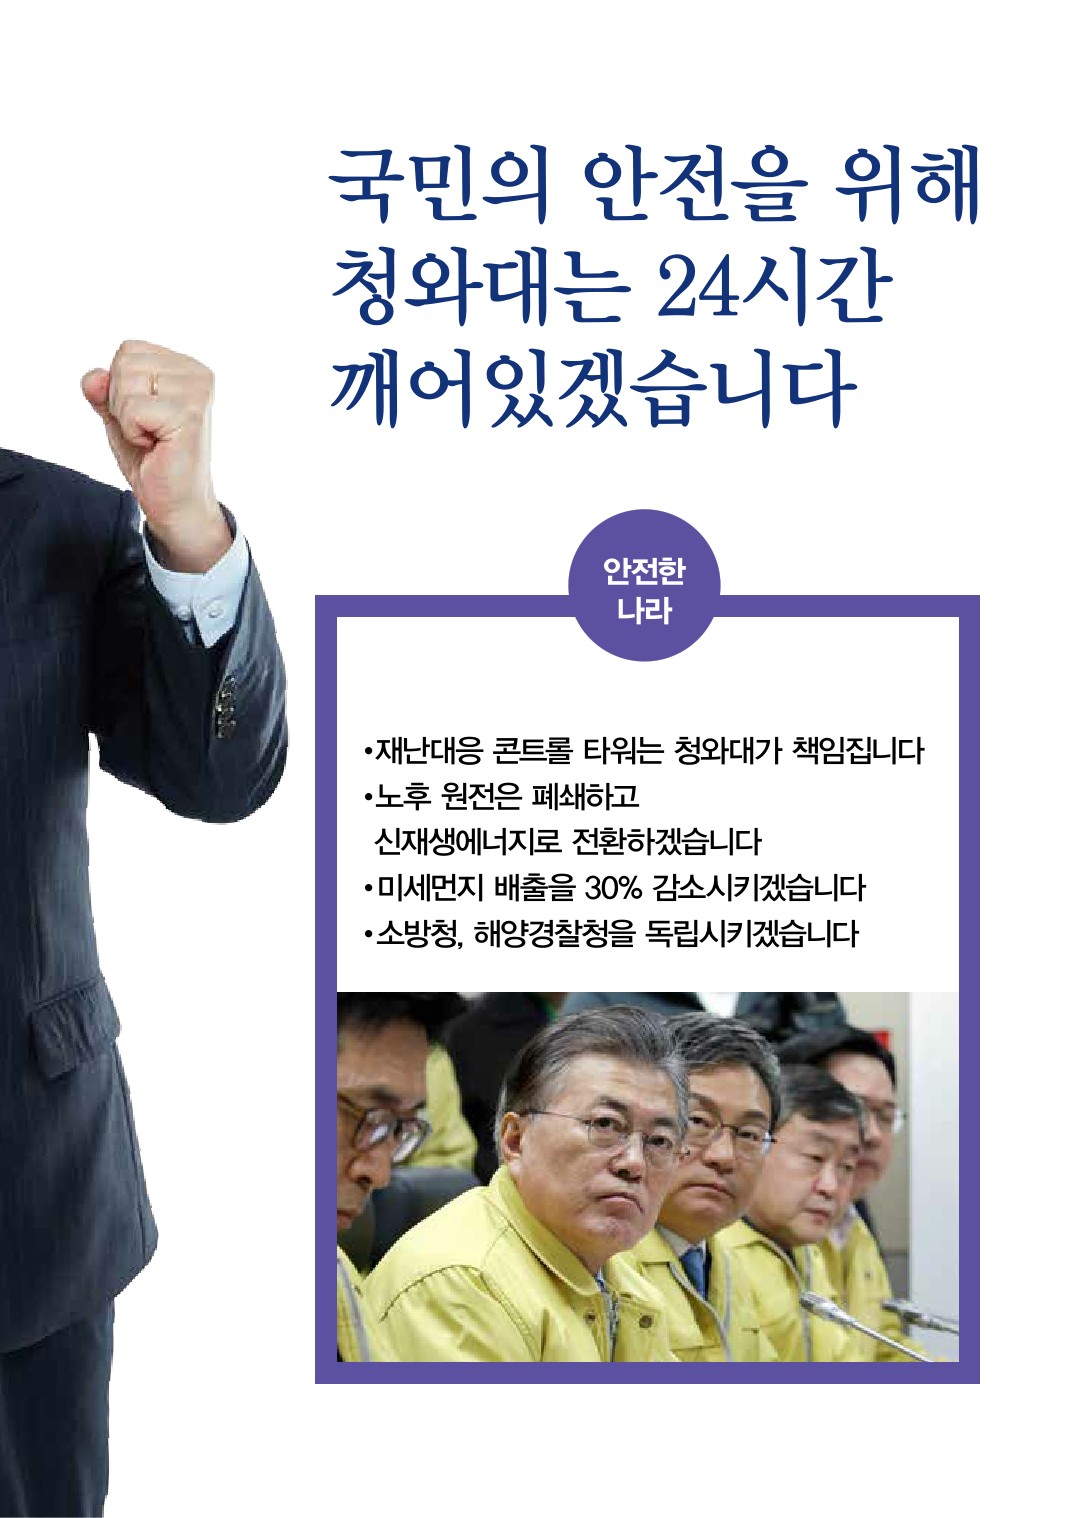 국민의 안전을 위해
청와대는 24시간
깨어있겠습니다
안전한
나라
•재난대응 콘트롤 타워는 청와대가 책임집니다
•노후 원전은 폐쇄하고
신재생에너지로 전환하겠습니다
•미세먼지 배출을 30% 감소시키겠습니다
•소방청, 해양경찰청을 독립시키겠습니다